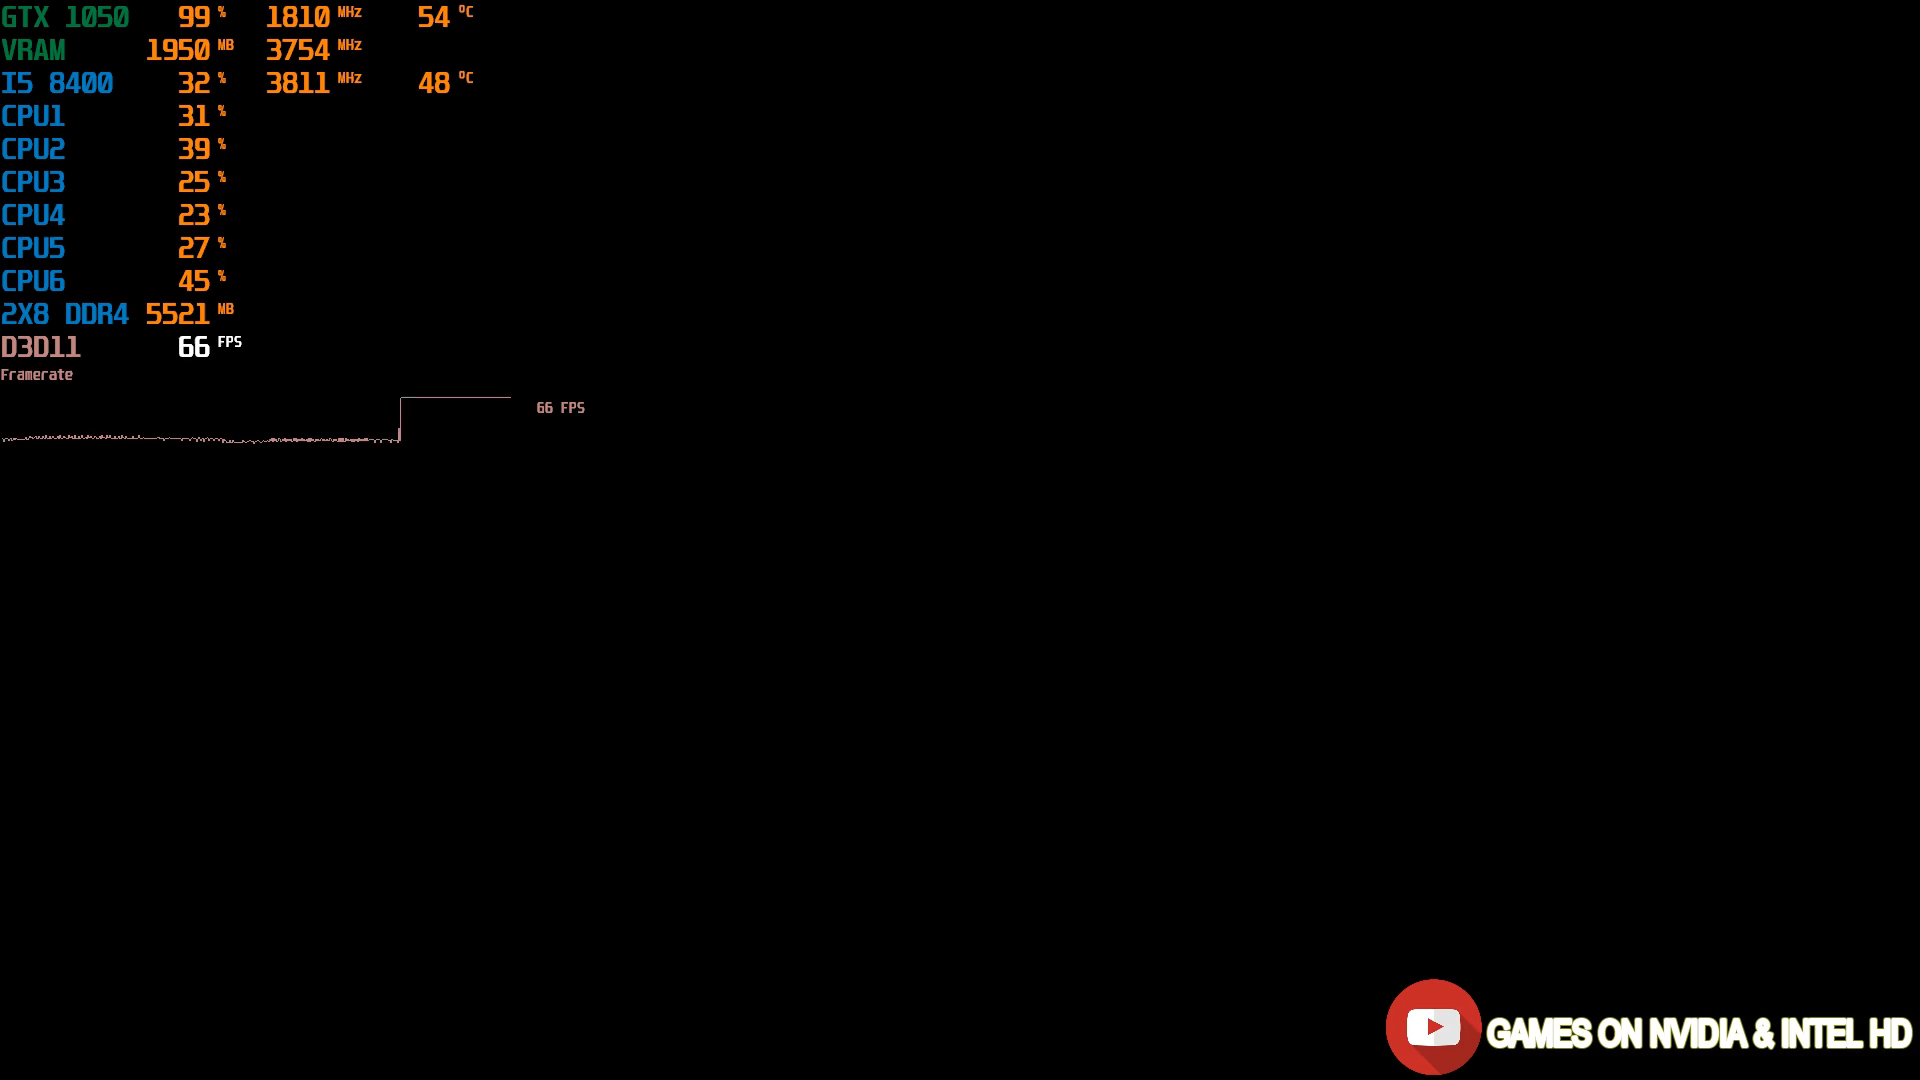 GTX 1050 99 % 1810 MHz 54 °C
VRAM 1950 MB 3754 MHz
I5 8400 32 % 3811 MHz 48 °C
CPU1 31 %
CPU2 39 %
CPU3 25 %
CPU4 23 %
CPU5 27 %
CPU6 45 %
2X8 DDR4 5521 MB
D3D11 66 FPS
Framerate
66 FPS
GAMES ON NVIDIA & INTEL HD